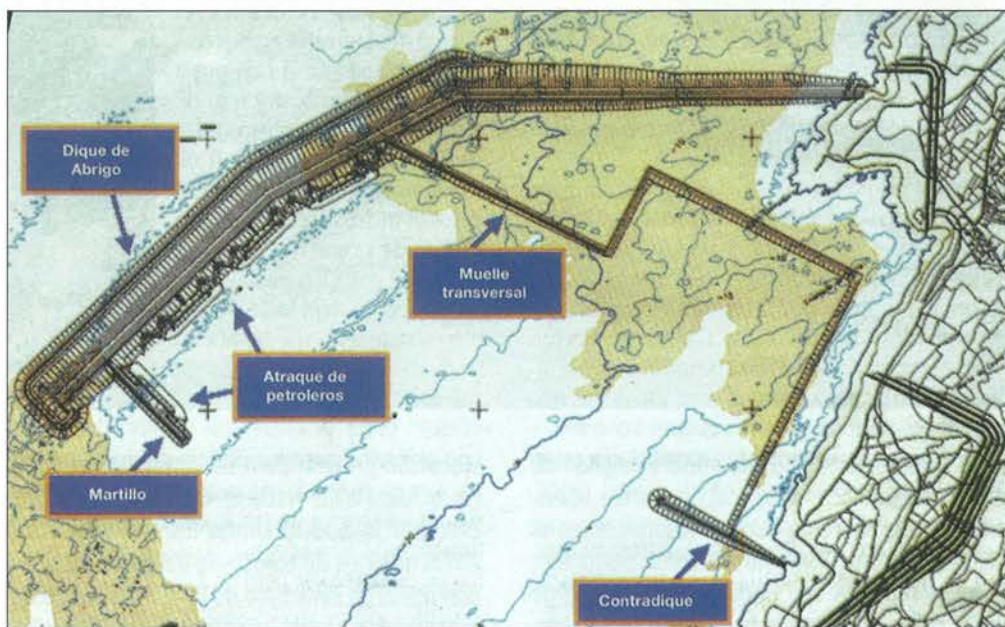 Dique de
Abrigo
Muelle
transversal
Atraque de
petroleros
Martillo
Contradique